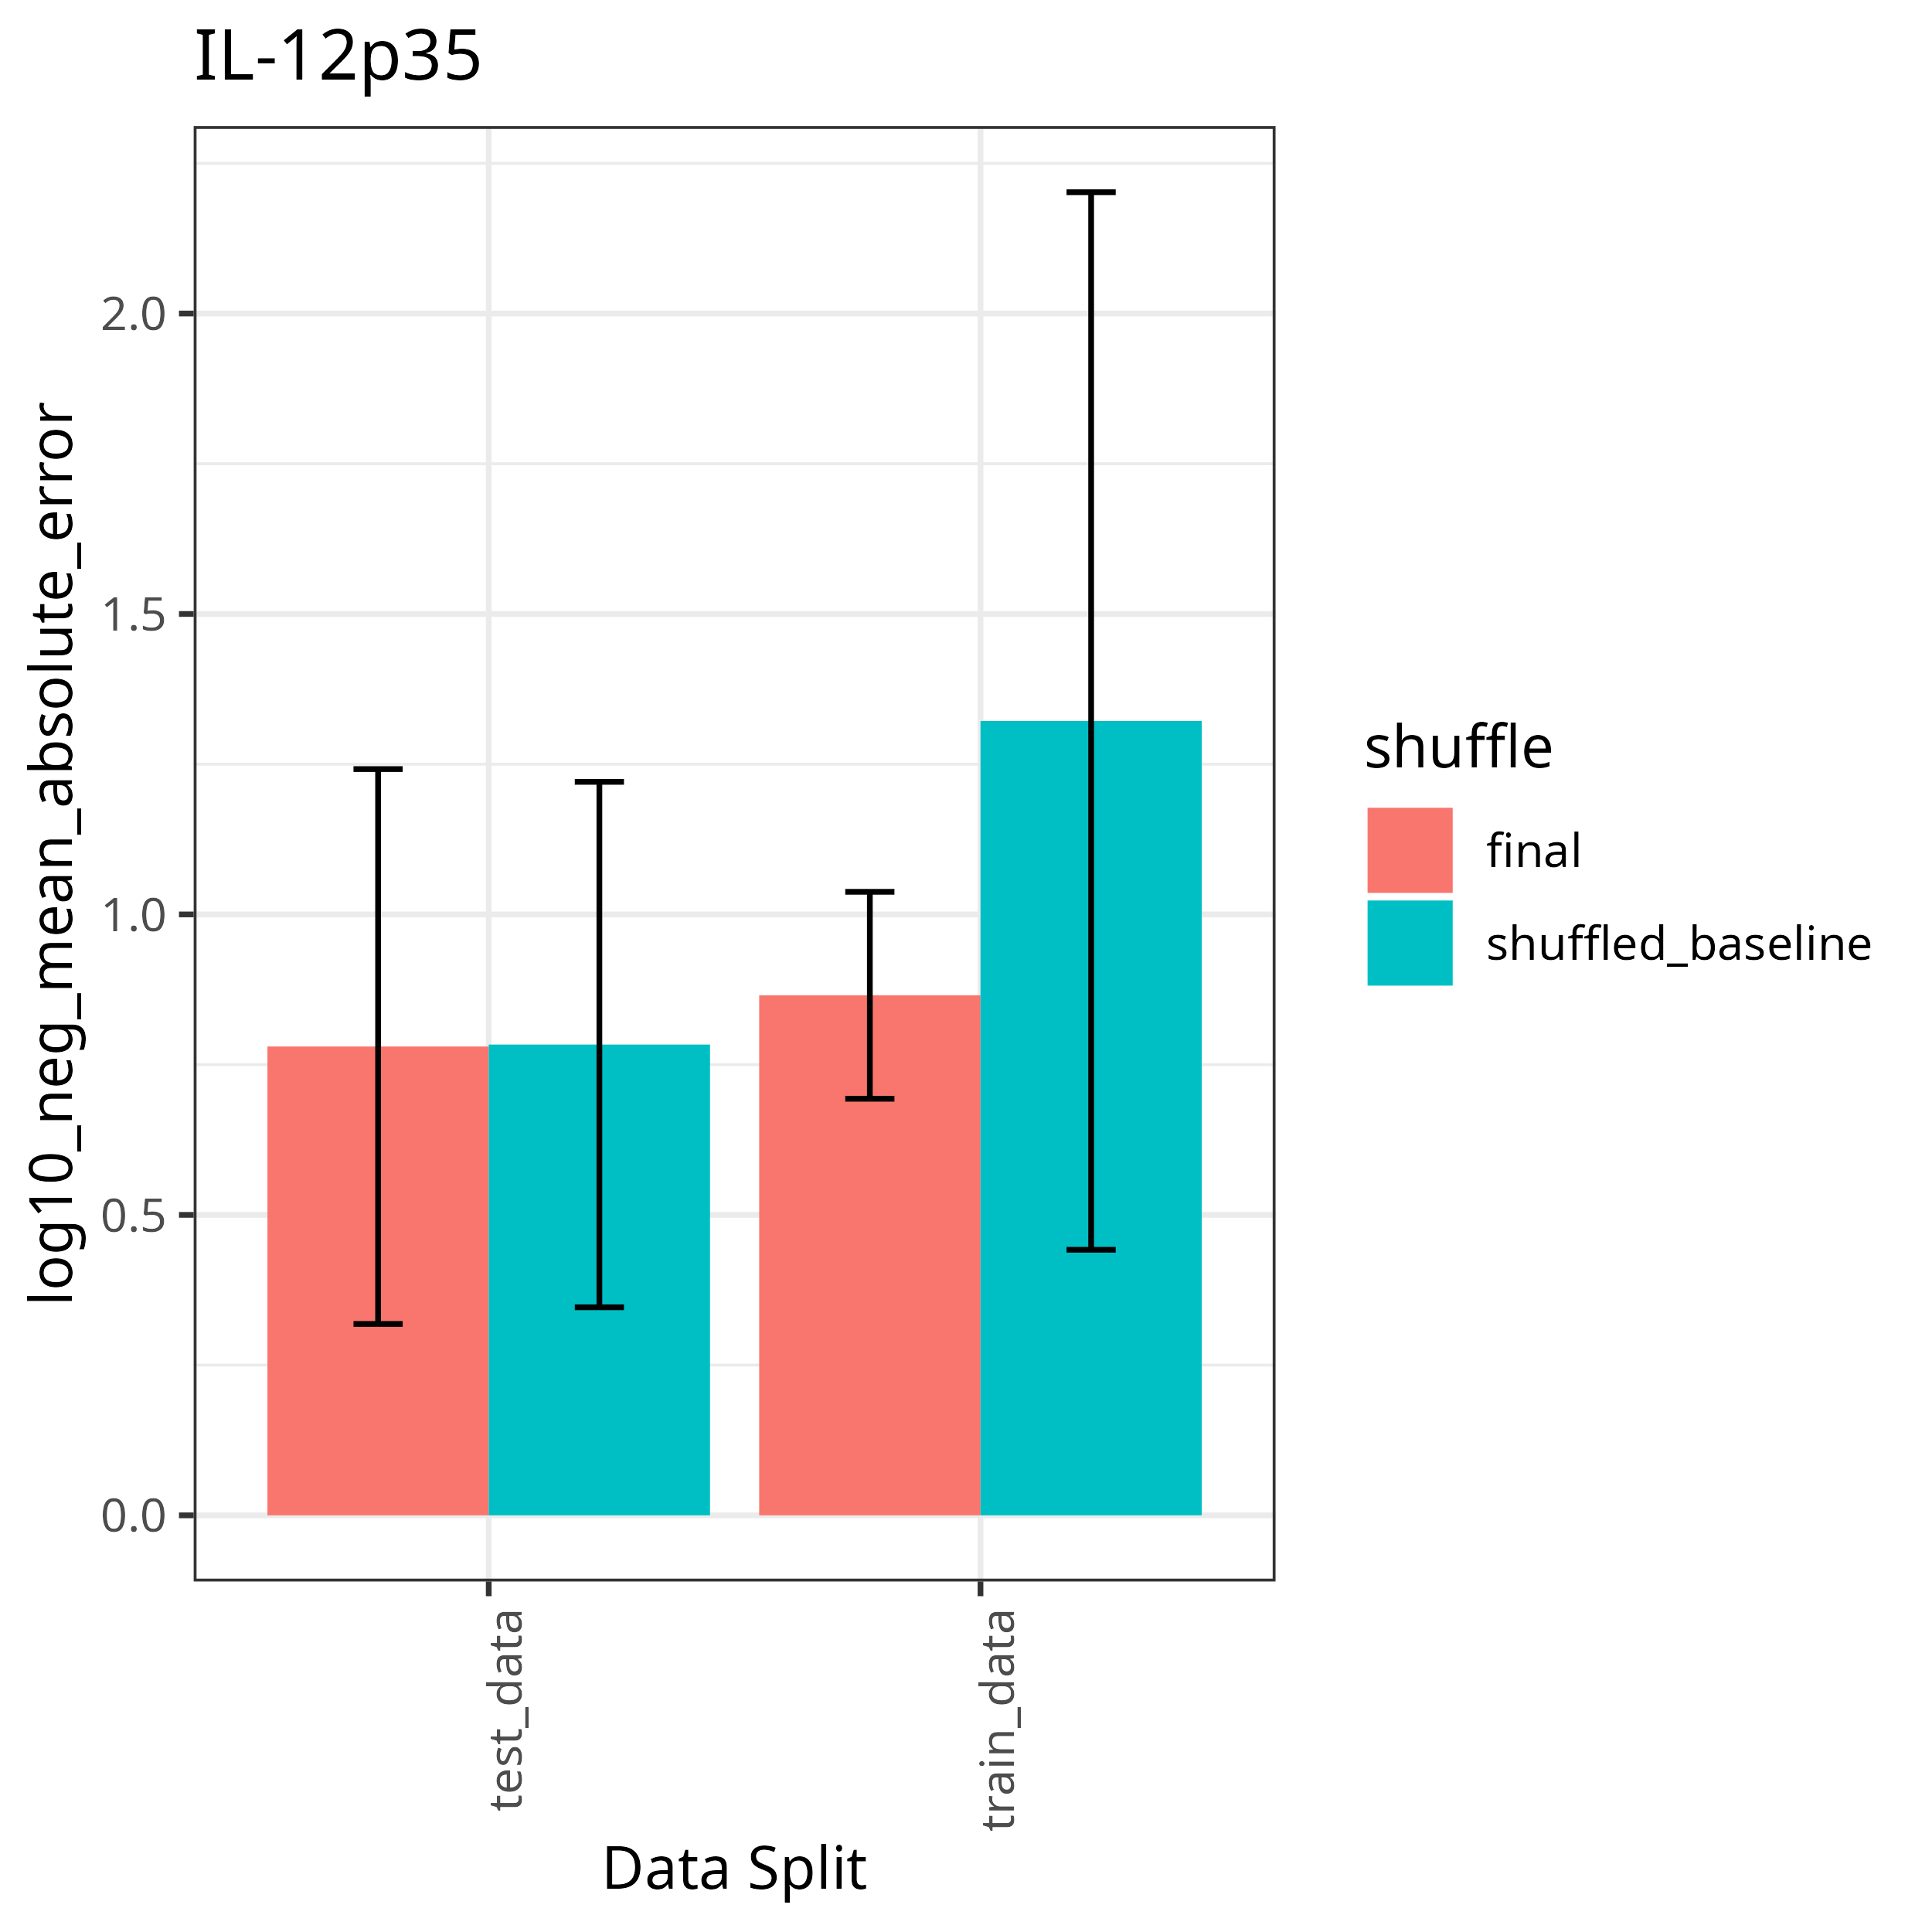 IL-12p35
log10_neg_mean_absolute_error
2.0
1.5
1.0
0.5
0.0
test_data
train_data
Data Split
shuffle
final
shuffled_baseline